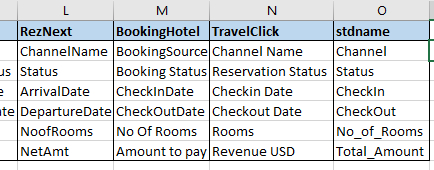 L M N O
RezNext BookingHotel TravelClick stdname
ChannelName BookingSource Channel Name Channel
us Status Booking Status Reservation Status Status
ArrivalDate CheckInDate Checkin Date CheckIn
ate DepartureDate CheckOutDate Checkout Date CheckOut
NoofRooms No Of Rooms Rooms No_of_Rooms
NetAmt Amount to pay Revenue USD Total_Amount